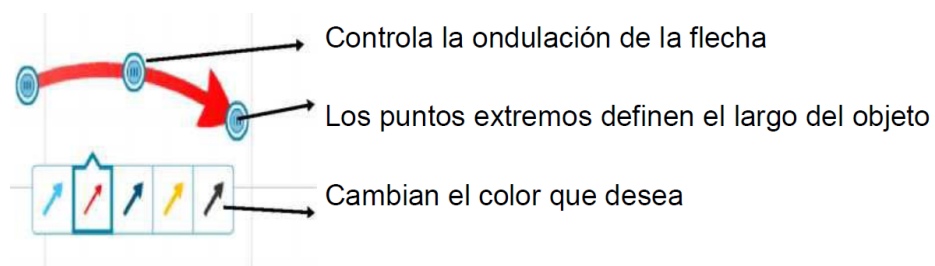 Controla la ondulación de la flecha
Los puntos extremos definen el largo del objeto
Cambian el color que desea